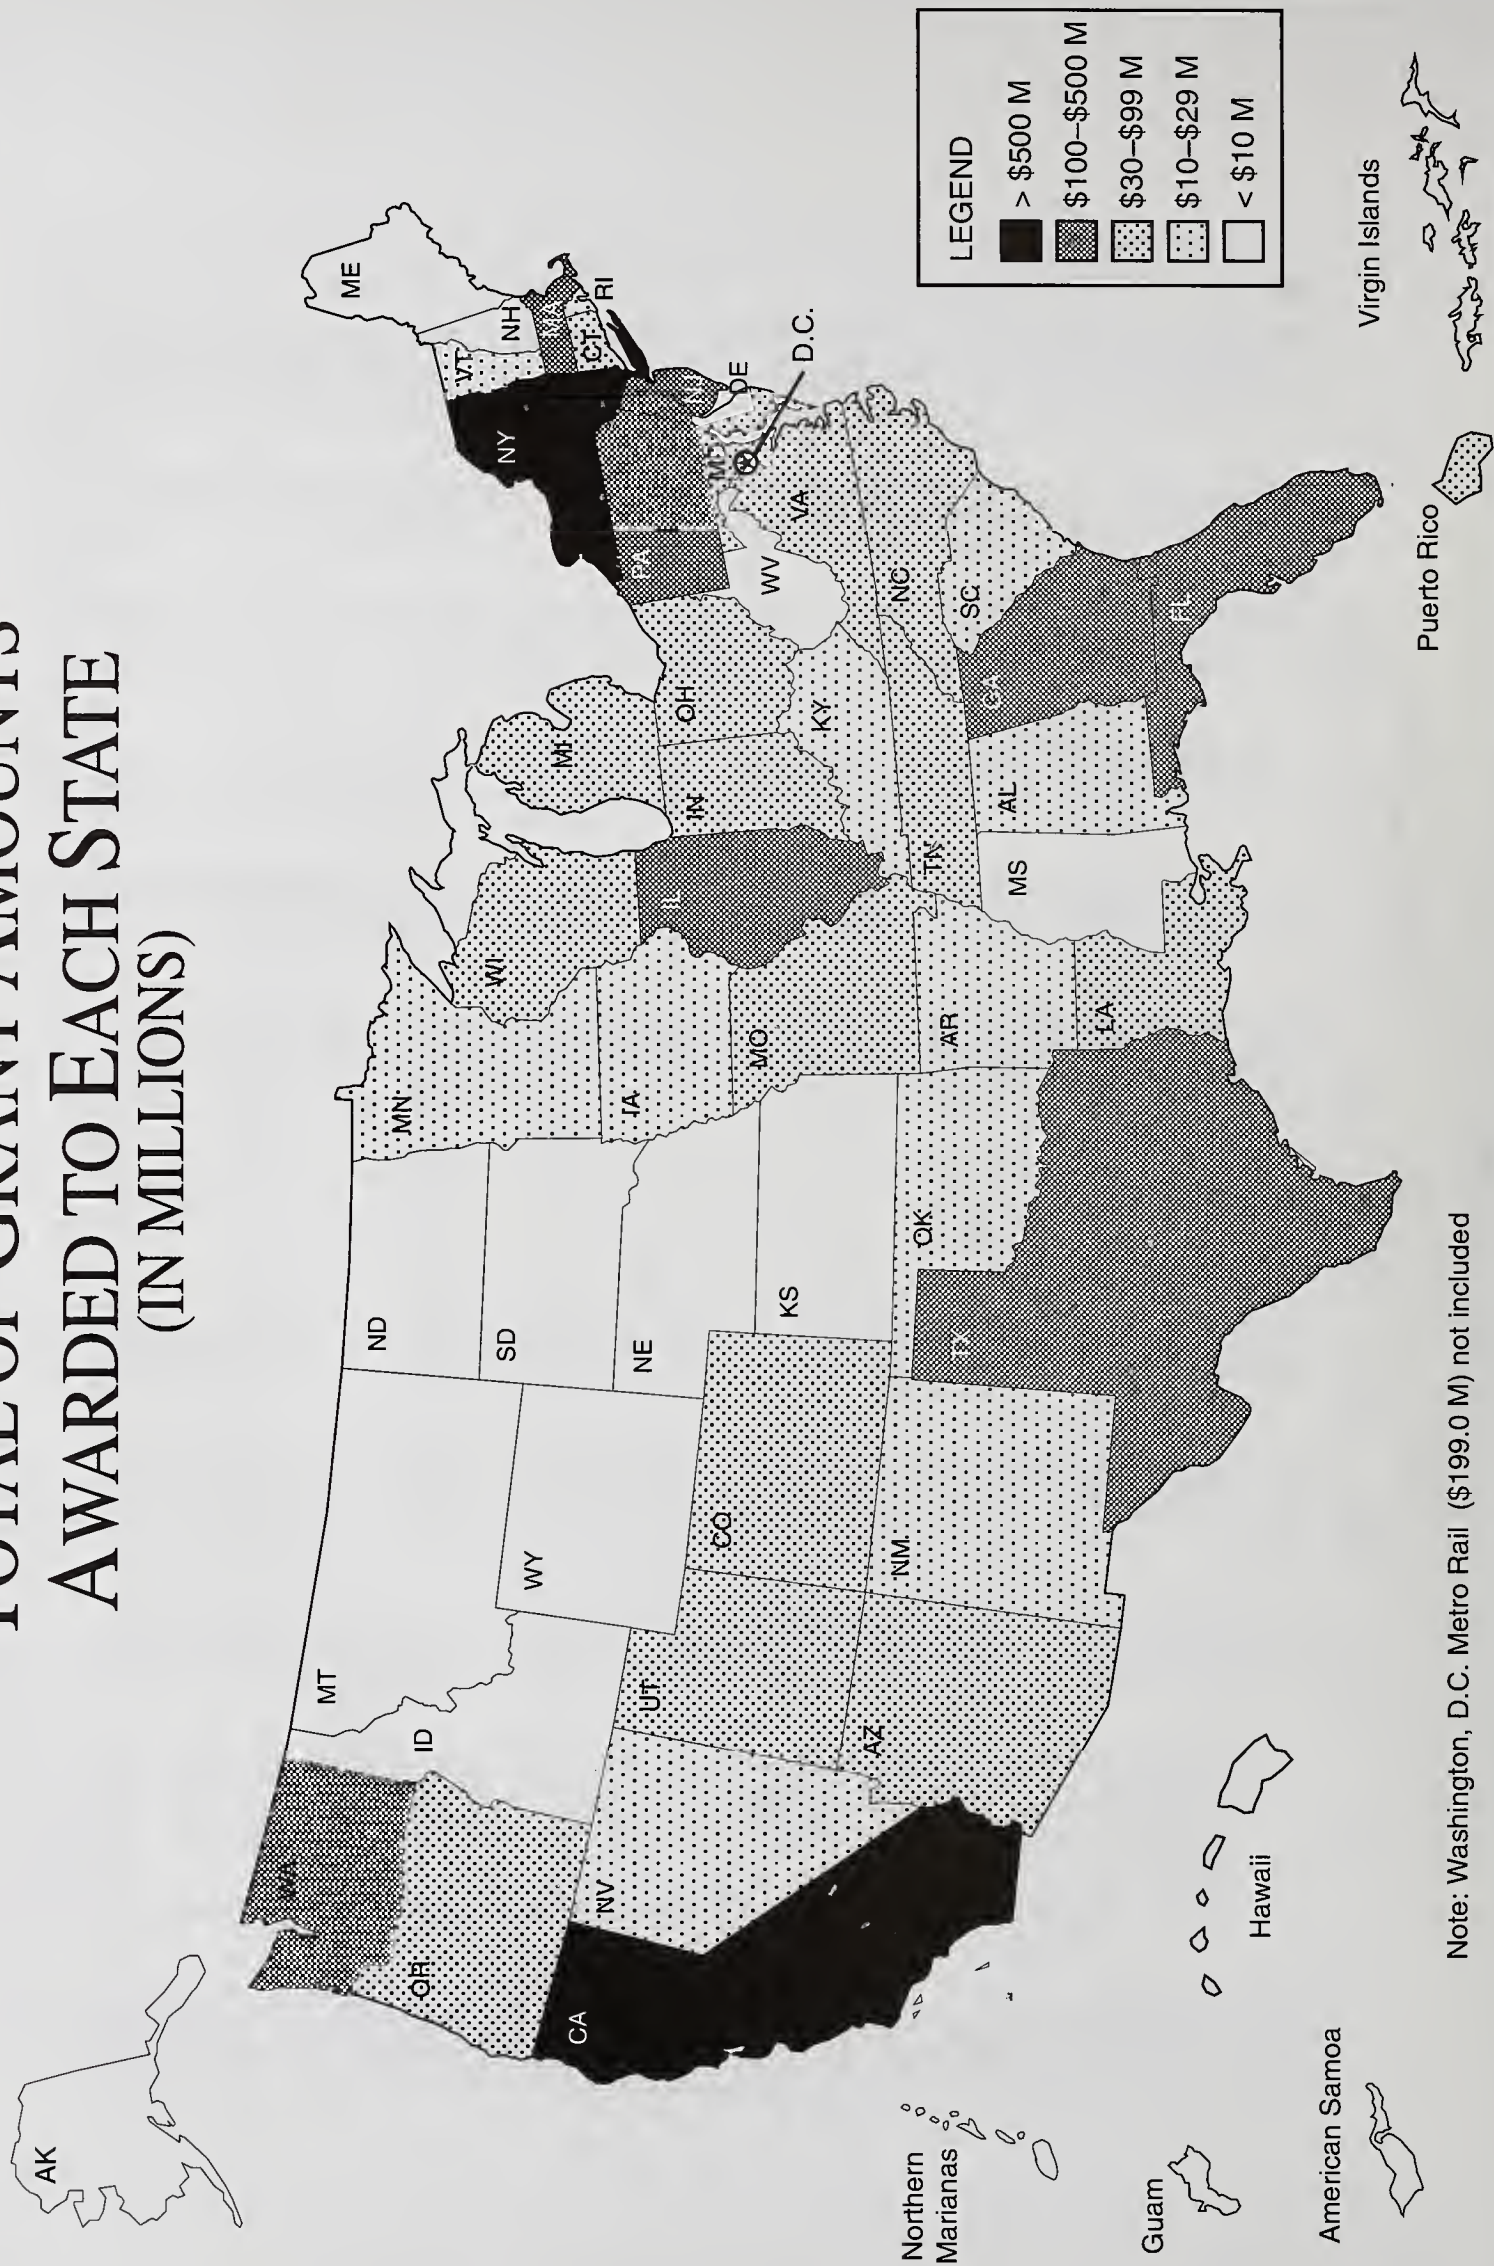 TOTAL OF GRANT AMOUNTS
AWARDED TO EACH STATE
(IN MILLIONS)
AK
WA
MT
ND
MN
ME
OR
ID
SD
WI
MI
VT
NH
NY
MA
CT
RI
WY
NE
IA
IL
IN
OH
PA
NJ
DE
MD
D.C.
CA
NV
UT
CO
KS
MO
KY
WV
VA
AZ
NM
OK
AR
TN
NC
SC
TX
LA
MS
AL
GA
FL
LEGEND
> $500 M
$100–$500 M
$30–$99 M
$10–$29 M
< $10 M
Northern
Marianas
Guam
American Samoa
Hawaii
Puerto Rico
Virgin Islands
Note: Washington, D.C. Metro Rail ($199.0 M) not included